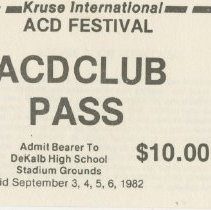 Kruse International
ACD FESTIVAL
ACDCLUB
PASS
Admit Bearer To
DeKalb High School
Stadium Grounds
$10.00
September 3, 4, 5, 6, 1982